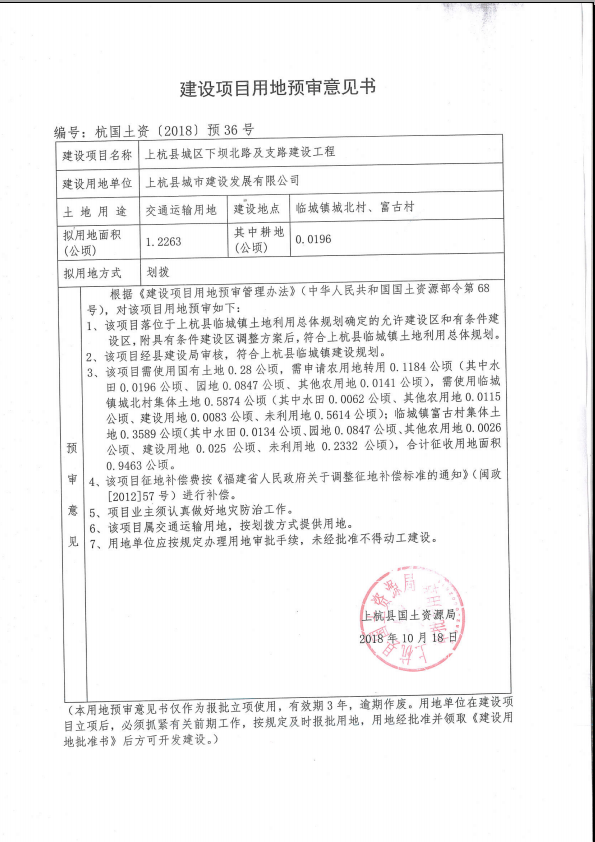 建设项目用地预审意见书
编号：杭国土资〔2018〕预36号
建设项目名称 上杭县城区下坝北路及支路建设工程
建设用地单位 上杭县城市建设发展有限公司
土地用途 交通运输用地 建设地点 临城镇城北村、富古村
拟用地面积(公顷) 1.2263 其中耕地(公顷) 0.0196
拟用地方式 划拨
预审意见
根据《建设项目用地预审管理办法》(中华人民共和国国土资源部令第68
号)，对该项目用地预审如下：
1、该项目落位于上杭县临城镇土地利用总体规划确定的允许建设区和有条件建
设区，附具有条件建设区调整方案后，符合上杭县临城镇土地利用总体规划。
2、该项目经县建设局审核，符合上杭县临城镇建设规划。
3、该项目需使用国有土地0.28公顷，需申请农用地转用0.1184公顷（其中水
田0.0196公顷、园地0.0847公顷、其他农用地0.0141公顷），需使用临城
镇城北村集体土地0.5874公顷（其中水田0.0062公顷、其他农用地0.0115
公顷、建设用地0.0083公顷、未利用地0.5614公顷）；临城镇富古村集体土
地0.3589公顷(其中水田0.0134公顷、园地0.0847公顷、其他农用地0.0026
公顷、建设用地0.025公顷、未利用地0.2332公顷)，合计征收用地面积
0.9463公顷。
4、该项目征地补偿费按《福建省人民政府关于调整征地补偿标准的通知》(闽政
[2012]57号）进行补偿。
5、项目业主须认真做好地灾防治工作。
6、该项目属交通运输用地，按划拨方式提供用地。
7、用地单位应按规定办理用地审批手续，未经批准不得动工建设。
上杭县国土资源局
2018年10月18日
(本用地预审意见书仅作为报批立项使用，有效期3年，逾期作废。用地单位在建设项
目立项后，必须抓紧有关前期工作，按规定及时报批用地，用地经批准并领取《建设用
地批准书》后方可开发建设。)